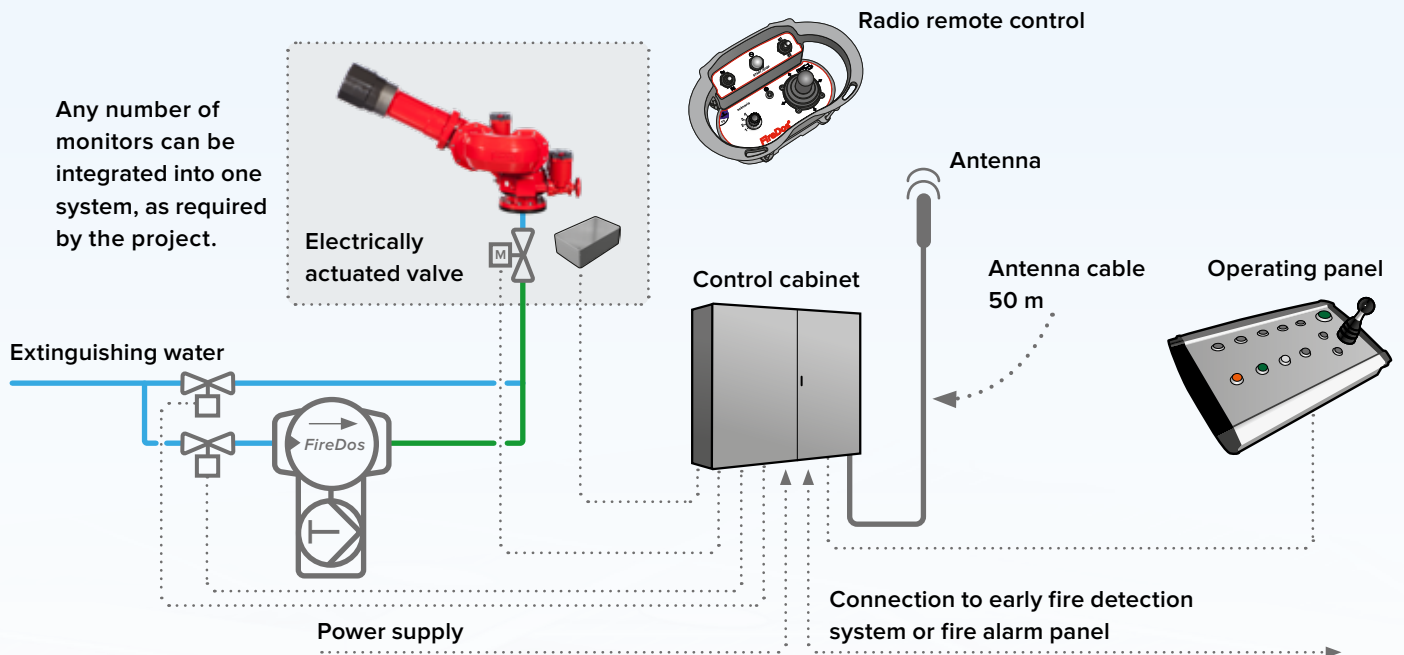 Radio remote control
Any number of
monitors can be
integrated into one
system, as required
by the project.
FireDos
Antenna
Electrically
actuated valve
M
Control cabinet
Antenna cable
50 m
Operating panel
Extinguishing water
FireDos
Power supply
Connection to early fire detection
system or fire alarm panel